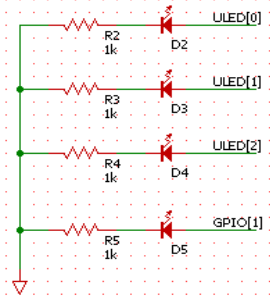 ULED[0]
R2
1k
D2
ULED[1]
R3
1k
D3
ULED[2]
R4
1k
D4
GPIO[1]
R5
1k
D5